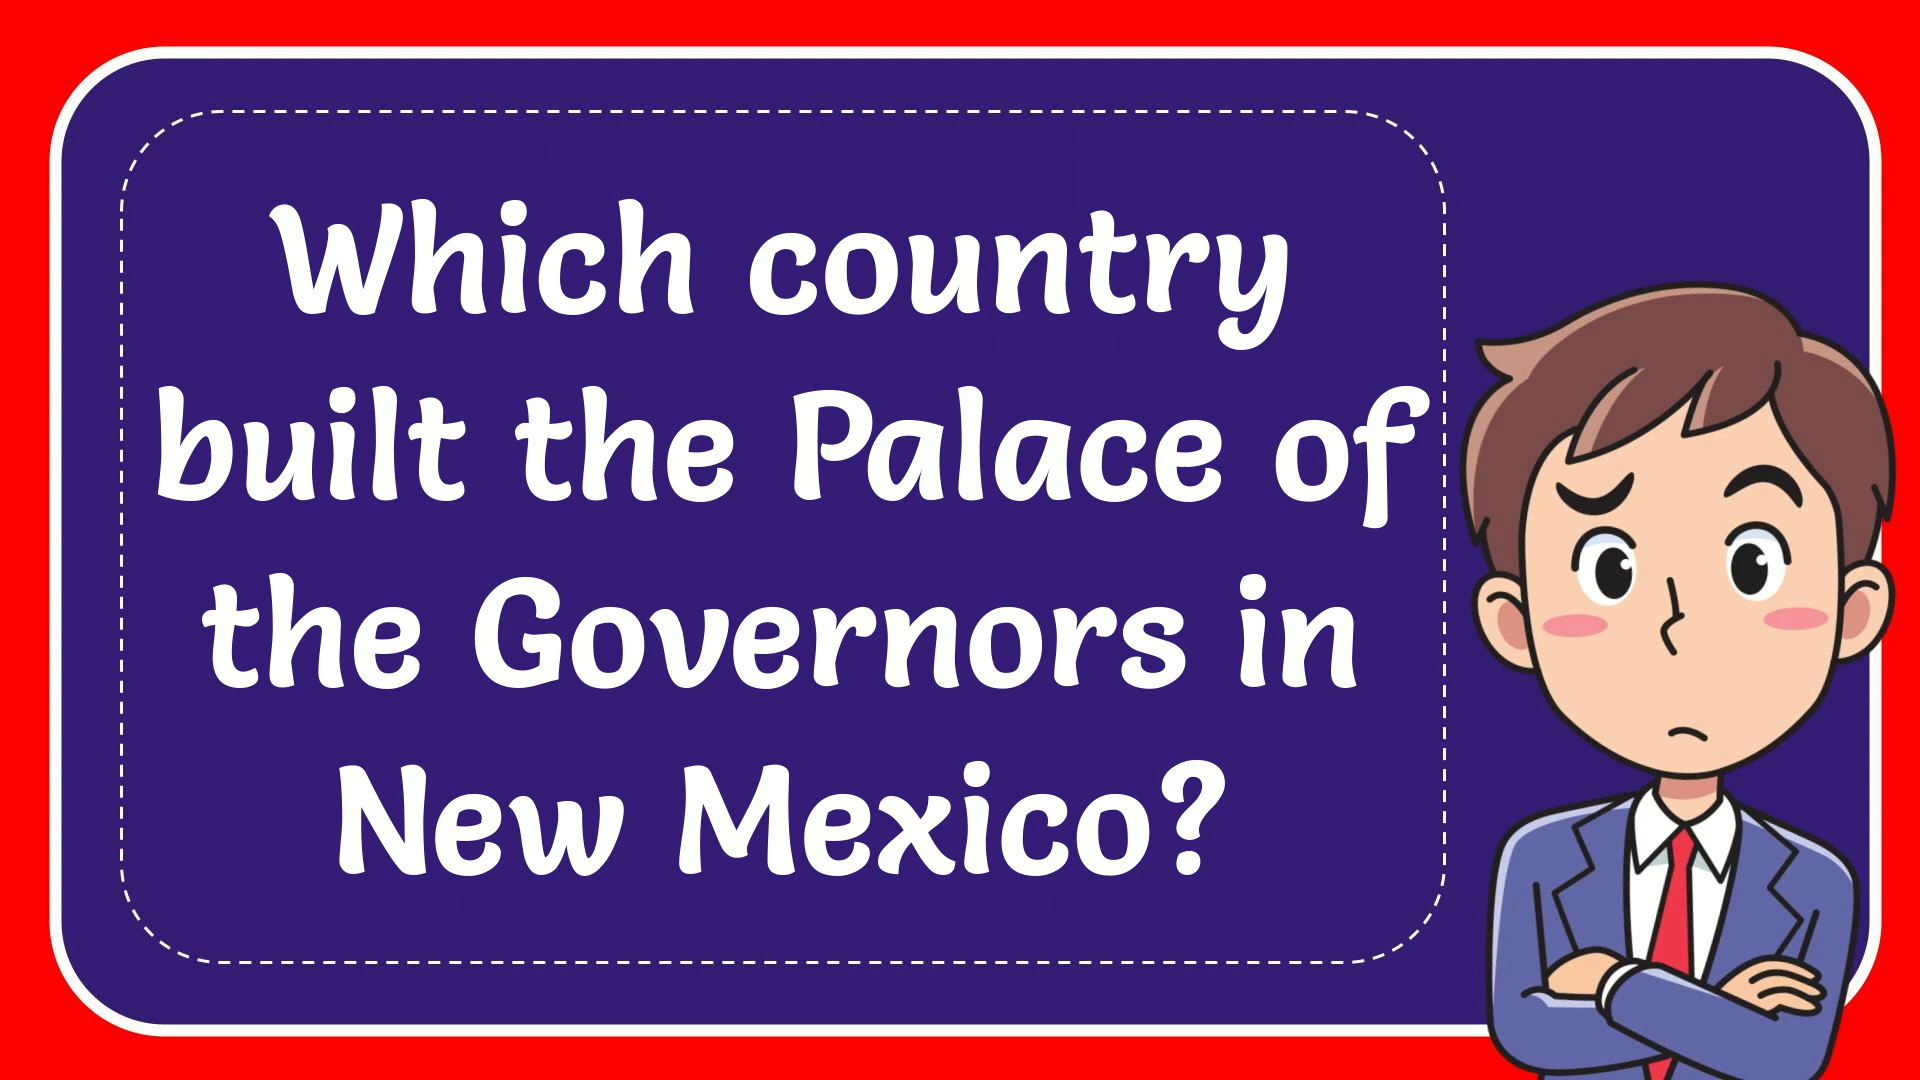 Which country
built the Palace of
the Governors in
New Mexico?